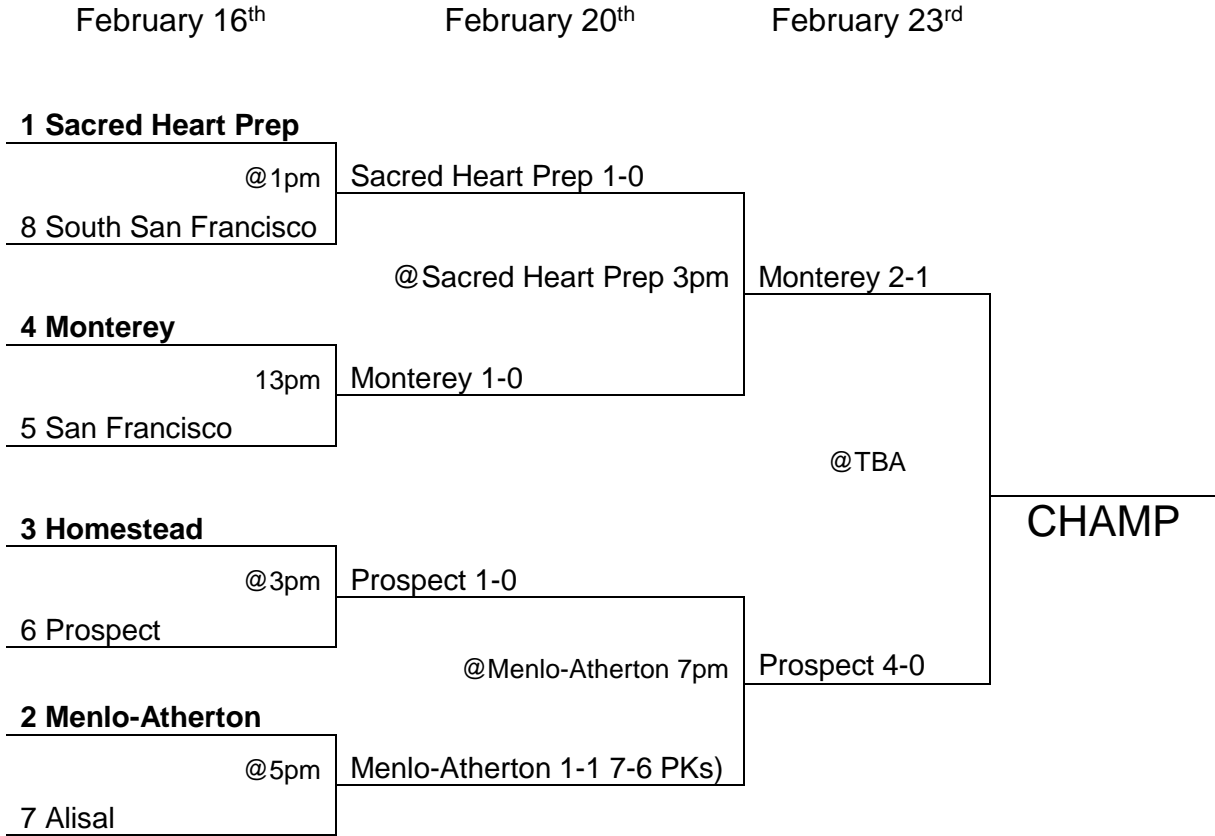 February 16th
February 20th
February 23rd
1 Sacred Heart Prep
@1pm
Sacred Heart Prep 1-0
8 South San Francisco
@Sacred Heart Prep 3pm
Monterey 2-1
4 Monterey
13pm
Monterey 1-0
5 San Francisco
@TBA
CHAMP
3 Homestead
@3pm
Prospect 1-0
6 Prospect
@Menlo-Atherton 7pm
Prospect 4-0
2 Menlo-Atherton
@5pm
Menlo-Atherton 1-1 7-6 PKs)
7 Alisal